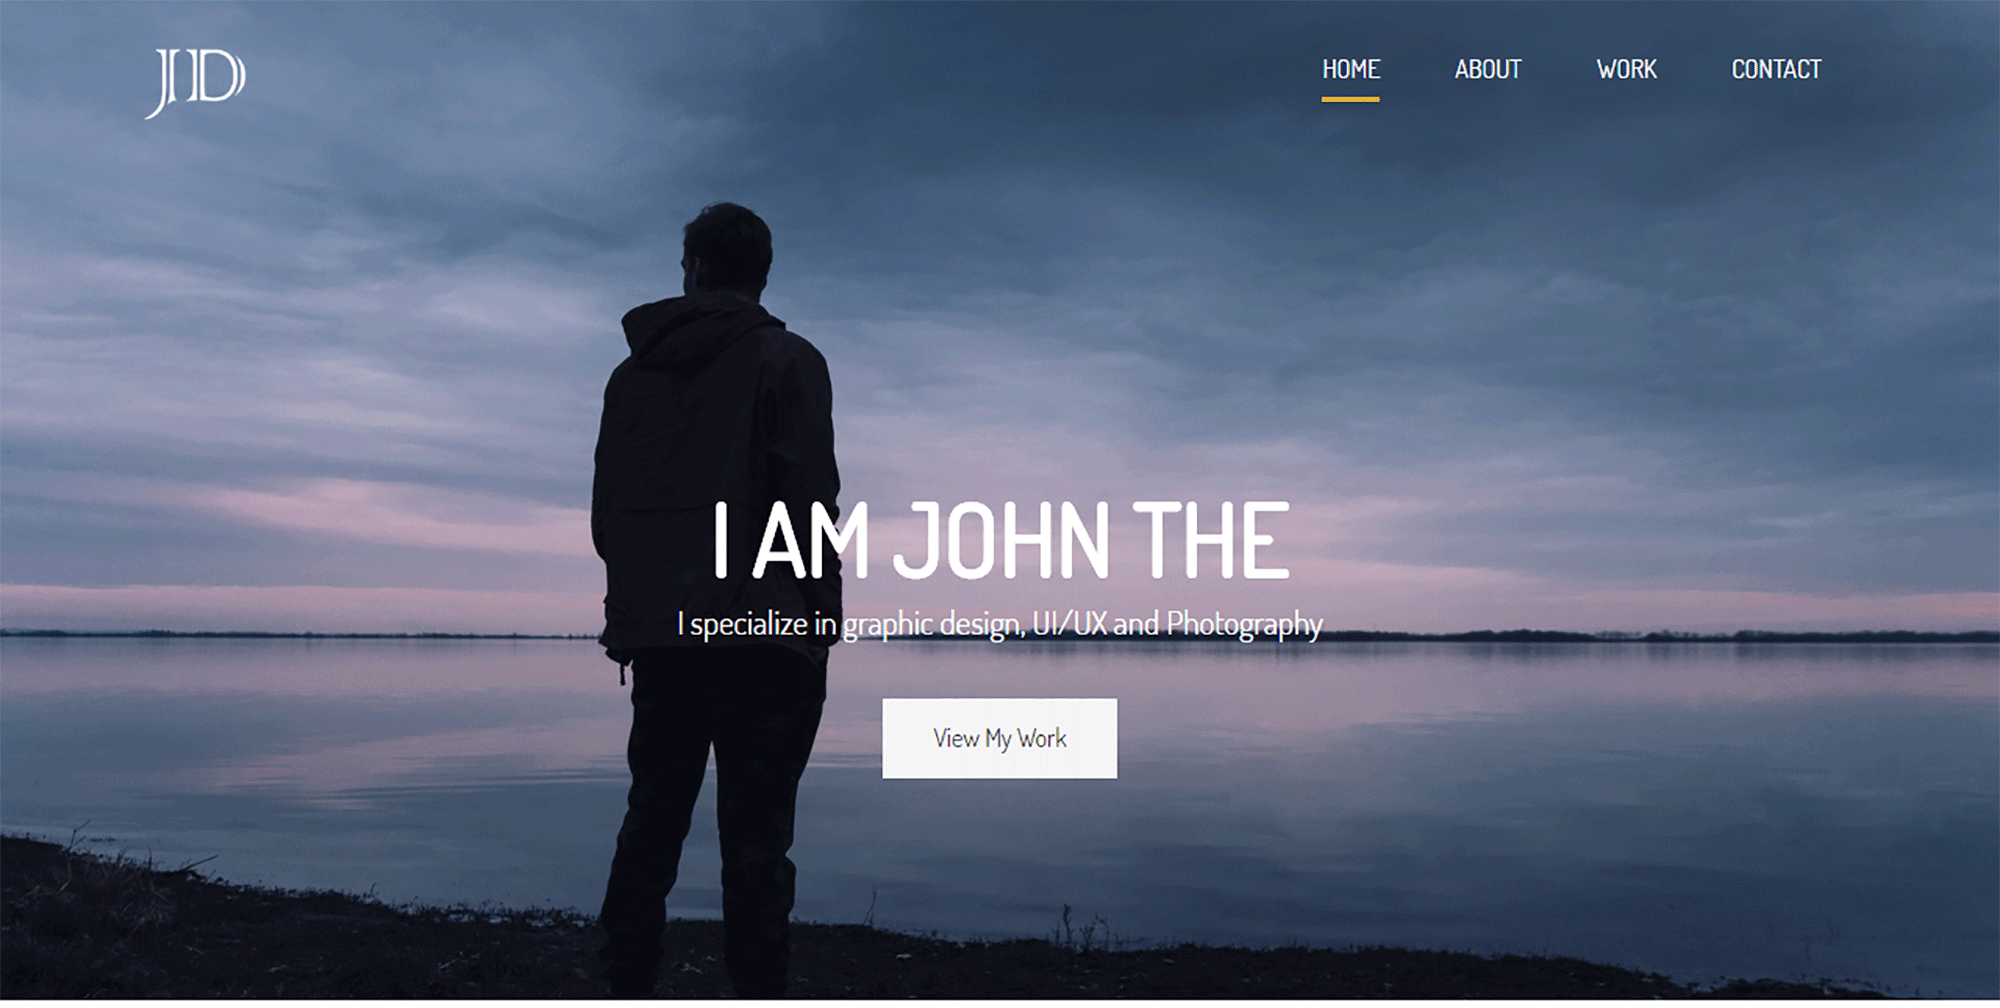 JD
HOME ABOUT WORK CONTACT
I AM JOHN THE
I specialize in graphic design, UI/UX and Photography
View My Work